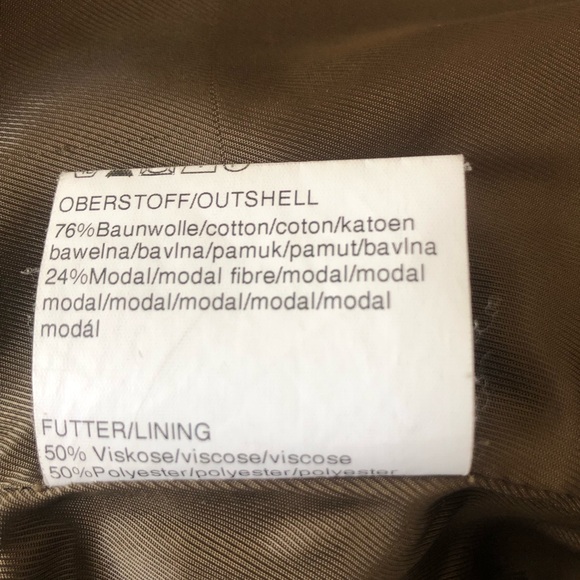 OBERSTOFF/OUTSHELL
76%Baunwolle/cotton/coton/katoen
bawelna/bavlna/pamuk/pamut/bavlna
24%Modal/modal fibre/modal/modal
modal/modal/modal/modal/modal
modál
FUTTER/LINING
50% Viskose/viscose/viscose
50%Polyester/polyester/polyester